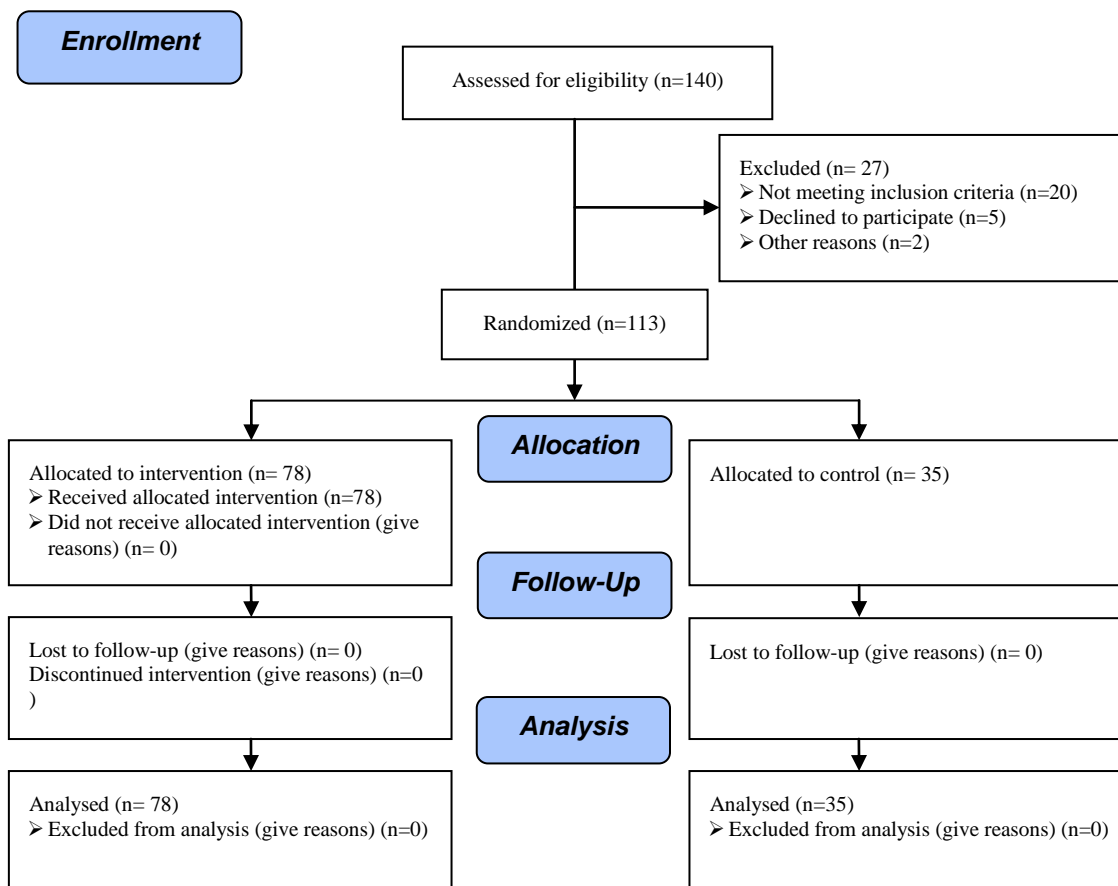 Enrollment
Assessed for eligibility (n=140)
Excluded (n= 27)
➢ Not meeting inclusion criteria (n=20)
➢ Declined to participate (n=5)
➢ Other reasons (n=2)
Randomized (n=113)
Allocation
Allocated to intervention (n= 78)
➢ Received allocated intervention (n=78)
➢ Did not receive allocated intervention (give
reasons) (n= 0)
Allocated to control (n= 35)
Follow-Up
Lost to follow-up (give reasons) (n= 0)
Discontinued intervention (give reasons) (n=0
)
Lost to follow-up (give reasons) (n= 0)
Analysis
Analysed (n= 78)
➢ Excluded from analysis (give reasons) (n=0)
Analysed (n=35)
➢ Excluded from analysis (give reasons) (n=0)